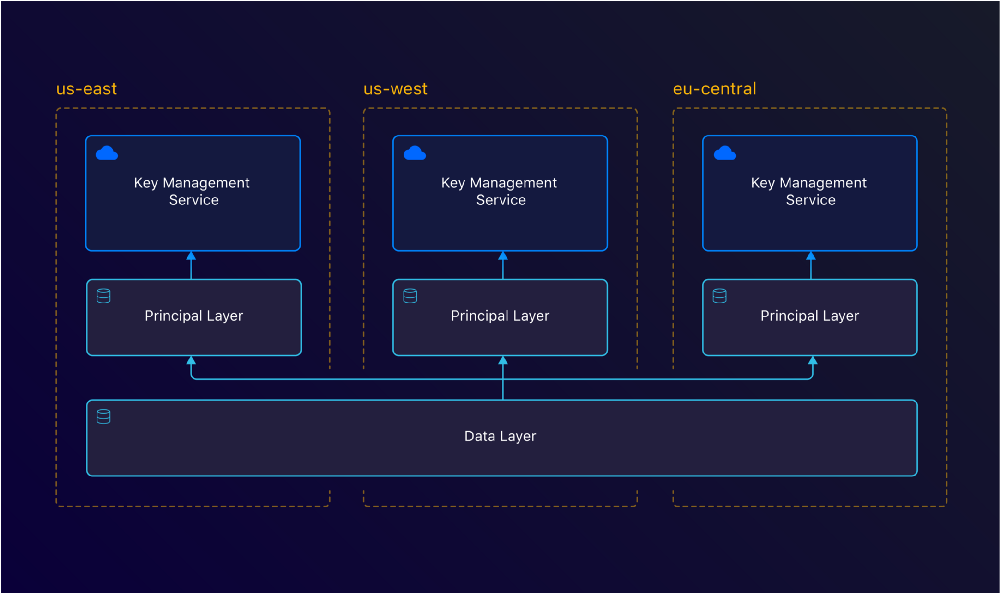 us-east
us-west
eu-central
Key Management
Service
Key Management
Service
Key Management
Service
Principal Layer
Principal Layer
Principal Layer
Data Layer